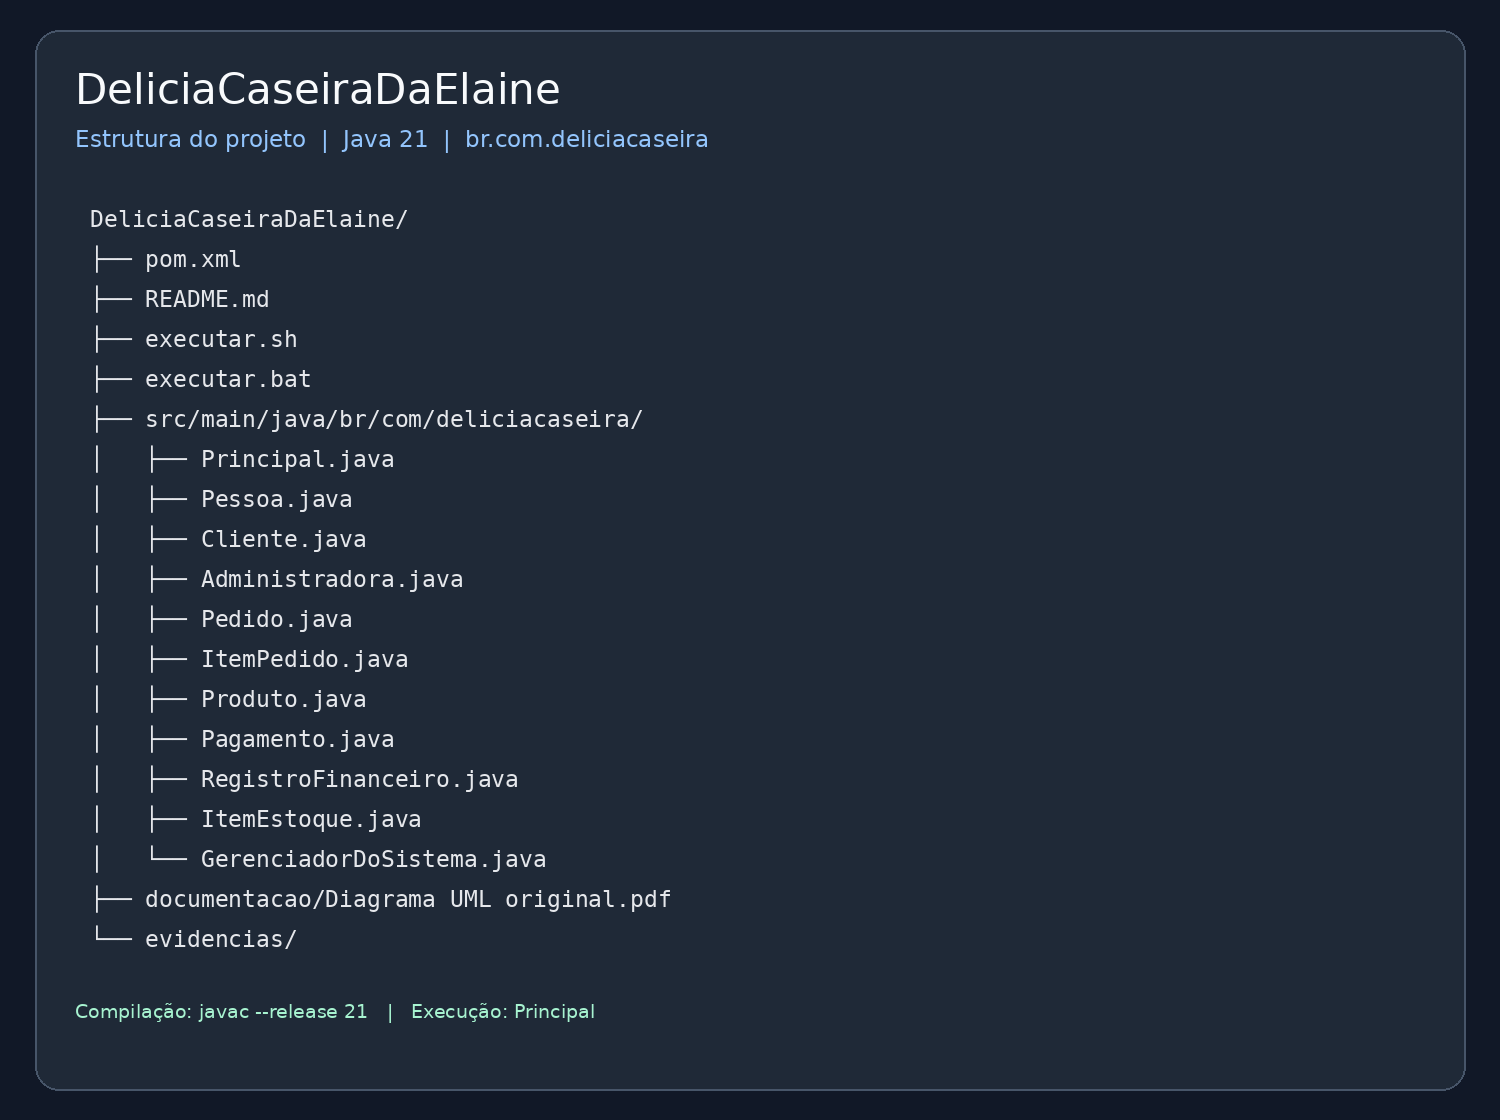 DeliciaCaseiraDaElaine
Estrutura do projeto | Java 21 | br.com.deliciacaseira
DeliciaCaseiraDaElaine/
├── pom.xml
├── README.md
├── executar.sh
├── executar.bat
├── src/main/java/br/com/deliciacaseira/
│   ├── Principal.java
│   ├── Pessoa.java
│   ├── Cliente.java
│   ├── Administradora.java
│   ├── Pedido.java
│   ├── ItemPedido.java
│   ├── Produto.java
│   ├── Pagamento.java
│   ├── RegistroFinanceiro.java
│   ├── ItemEstoque.java
│   └── GerenciadorDoSistema.java
├── documentacao/Diagrama UML original.pdf
└── evidencias/
Compilação: javac --release 21 | Execução: Principal